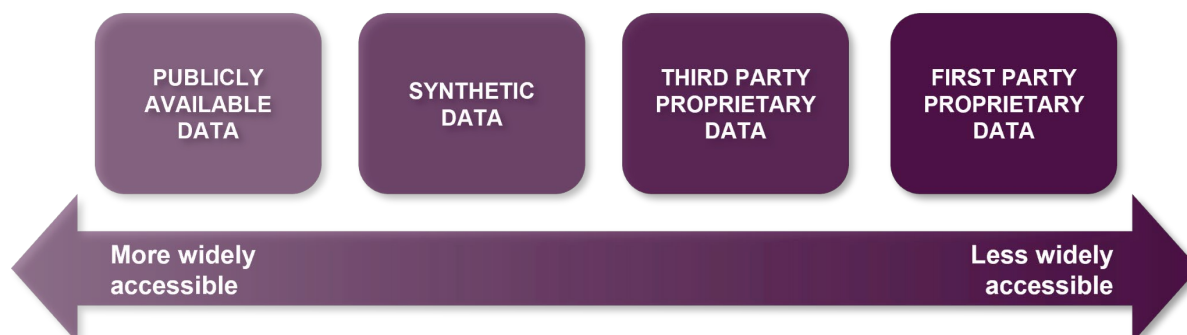 PUBLICLY
AVAILABLE
DATA
SYNTHETIC
DATA
THIRD PARTY
PROPRIETARY
DATA
FIRST PARTY
PROPRIETARY
DATA
More widely
accessible
Less widely
accessible